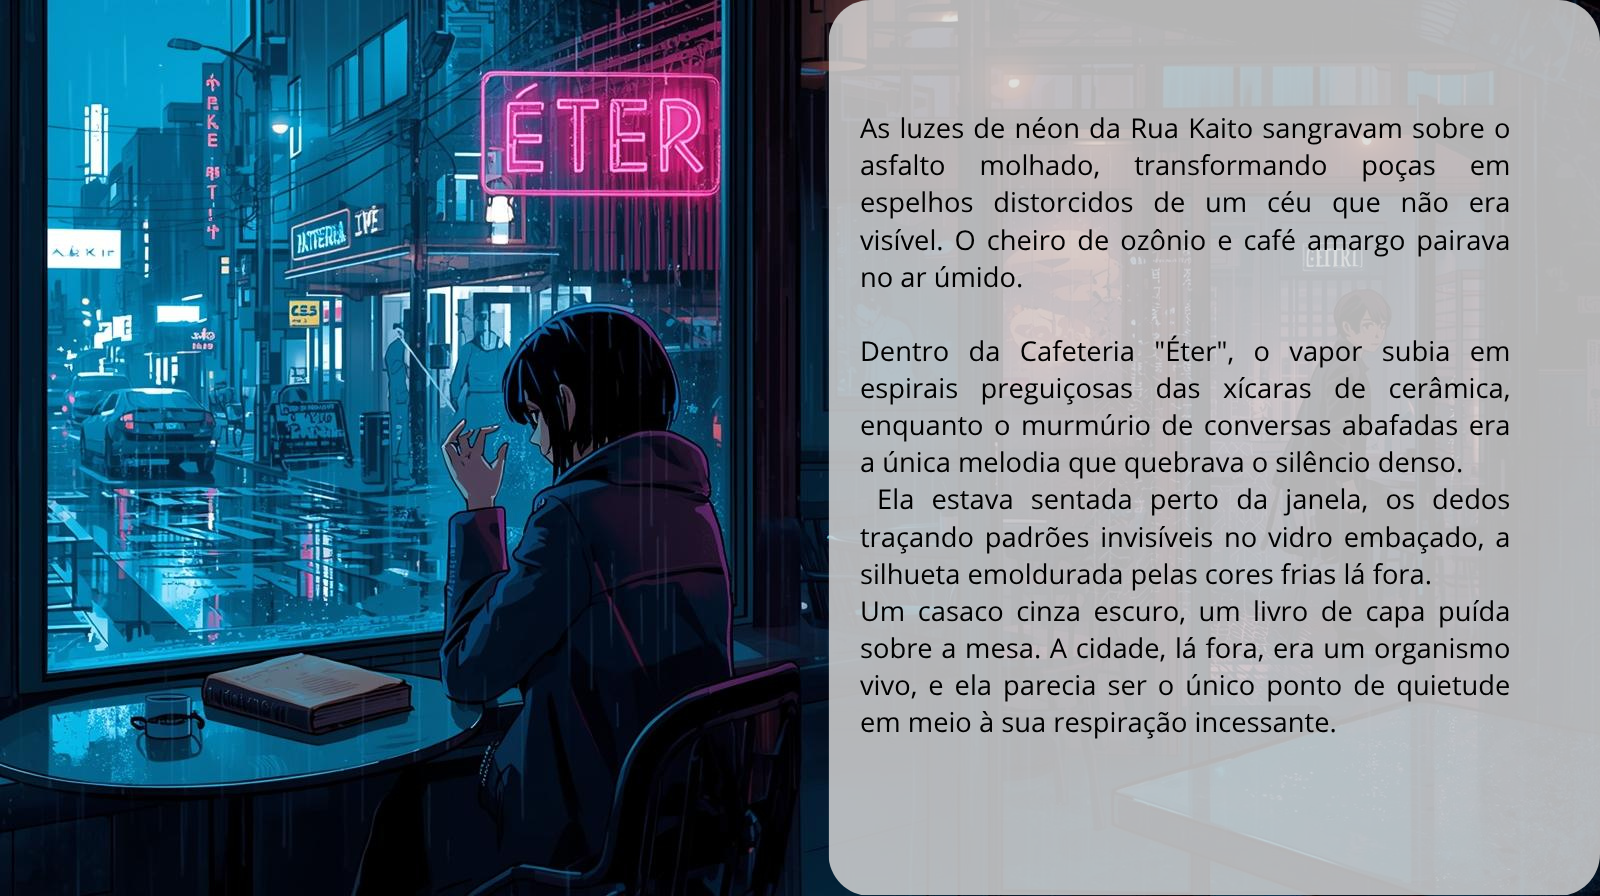 ÉTER
CES
As luzes de néon da Rua Kaito sangravam sobre o
asfalto molhado, transformando poças em
espelhos distorcidos de um céu que não era
visível. O cheiro de ozônio e café amargo pairava
no ar úmido.
Dentro da Cafeteria "Éter", o vapor subia em
espirais preguiçosas das xícaras de cerâmica,
enquanto o murmúrio de conversas abafadas era
a única melodia que quebrava o silêncio denso.
Ela estava sentada perto da janela, os dedos
traçando padrões invisíveis no vidro embaçado, a
silhueta emoldurada pelas cores frias lá fora.
Um casaco cinza escuro, um livro de capa puída
sobre a mesa. A cidade, lá fora, era um organismo
vivo, e ela parecia ser o único ponto de quietude
em meio à sua respiração incessante.